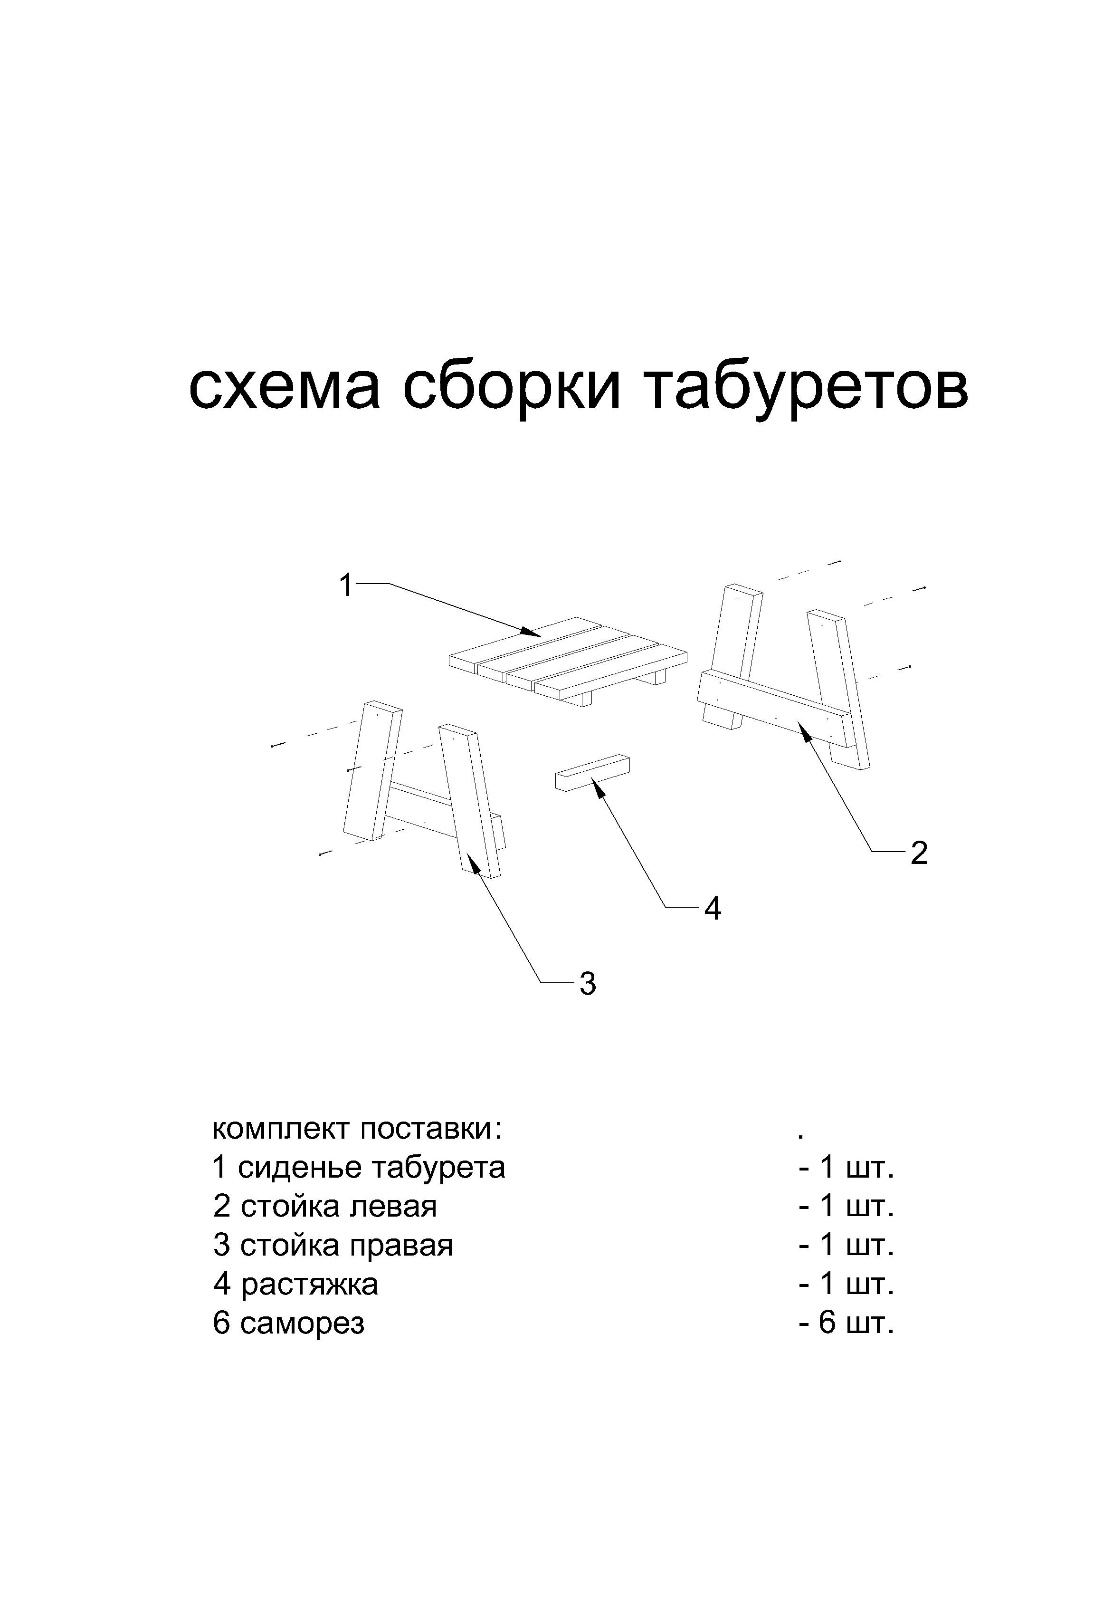 схема сборки табуретов
1
2
4
3
комплект поставки: .
1 сиденье табурета - 1 шт.
2 стойка левая - 1 шт.
3 стойка правая - 1 шт.
4 растяжка - 1 шт.
6 саморез - 6 шт.